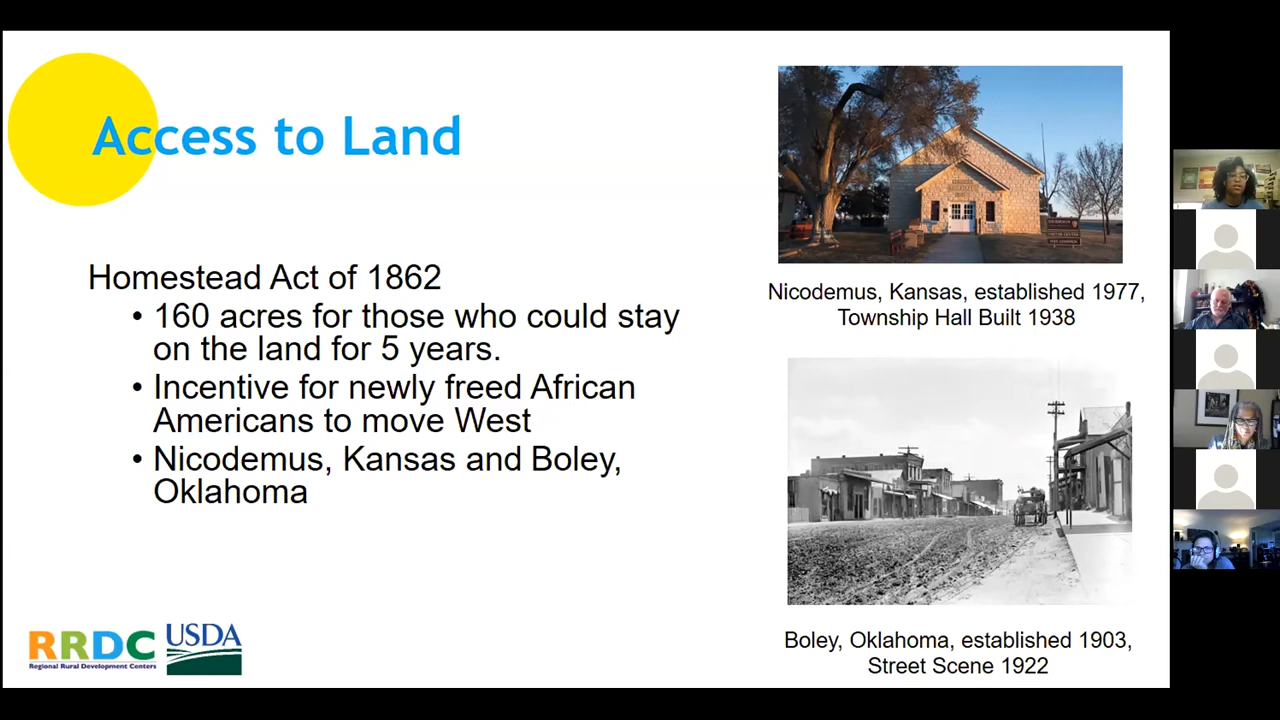 Access to Land
Homestead Act of 1862
• 160 acres for those who could stay
on the land for 5 years.
• Incentive for newly freed African
Americans to move West
• Nicodemus, Kansas and Boley,
Oklahoma
Nicodemus, Kansas, established 1977,
Township Hall Built 1938
Boley, Oklahoma, established 1903,
Street Scene 1922
RRDC
Regional Rural Development Centers
USDA